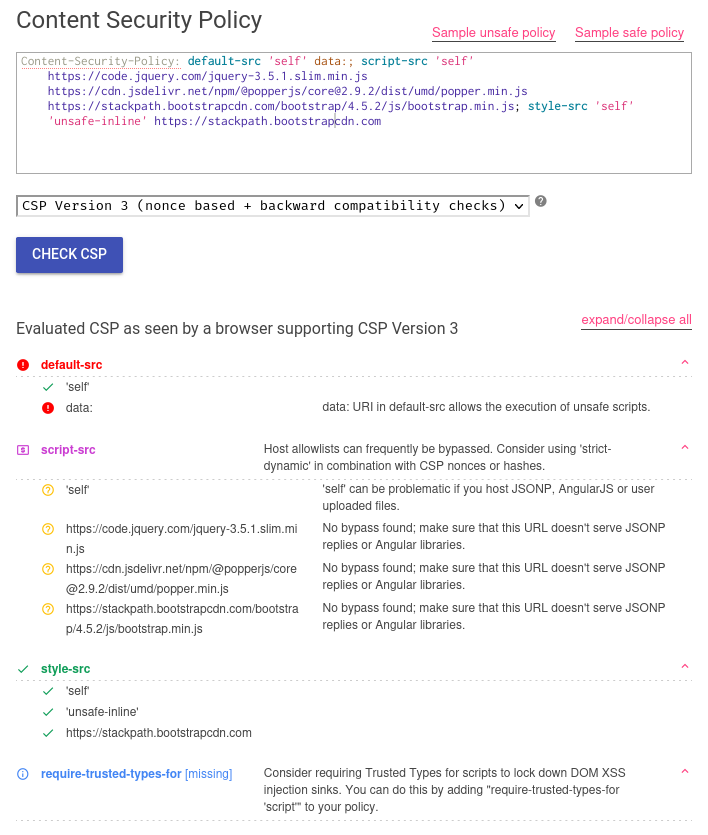 Content Security Policy
Sample unsafe policy Sample safe policy
Content-Security-Policy: default-src 'self' data:; script-src 'self'
https://code.jquery.com/jquery-3.5.1.slim.min.js
https://cdn.jsdelivr.net/npm/@popperjs/core@2.9.2/dist/umd/popper.min.js
https://stackpath.bootstrapcdn.com/bootstrap/4.5.2/js/bootstrap.min.js; style-src 'self'
'unsafe-inline' https://stackpath.bootstrapcdn.com
CSP Version 3 (nonce based + backward compatibility checks)
CHECK CSP
expand/collapse all
Evaluated CSP as seen by a browser supporting CSP Version 3
default-src
'self'
data: data: URI in default-src allows the execution of unsafe scripts.
script-src Host allowlists can frequently be bypassed. Consider using 'strict-
dynamic' in combination with CSP nonces or hashes.
'self' 'self' can be problematic if you host JSONP, AngularJS or user
uploaded files.
https://code.jquery.com/jquery-3.5.1.slim.mi No bypass found; make sure that this URL doesn't serve JSONP
n.js replies or Angular libraries.
https://cdn.jsdelivr.net/npm/@popperjs/core No bypass found; make sure that this URL doesn't serve JSONP
@2.9.2/dist/umd/popper.min.js replies or Angular libraries.
https://stackpath.bootstrapcdn.com/bootstra No bypass found; make sure that this URL doesn't serve JSONP
p/4.5.2/js/bootstrap.min.js replies or Angular libraries.
style-src
'self'
'unsafe-inline'
https://stackpath.bootstrapcdn.com
require-trusted-types-for [missing] Consider requiring Trusted Types for scripts to lock down DOM XSS
injection sinks. You can do this by adding "require-trusted-types-for
'script'" to your policy.